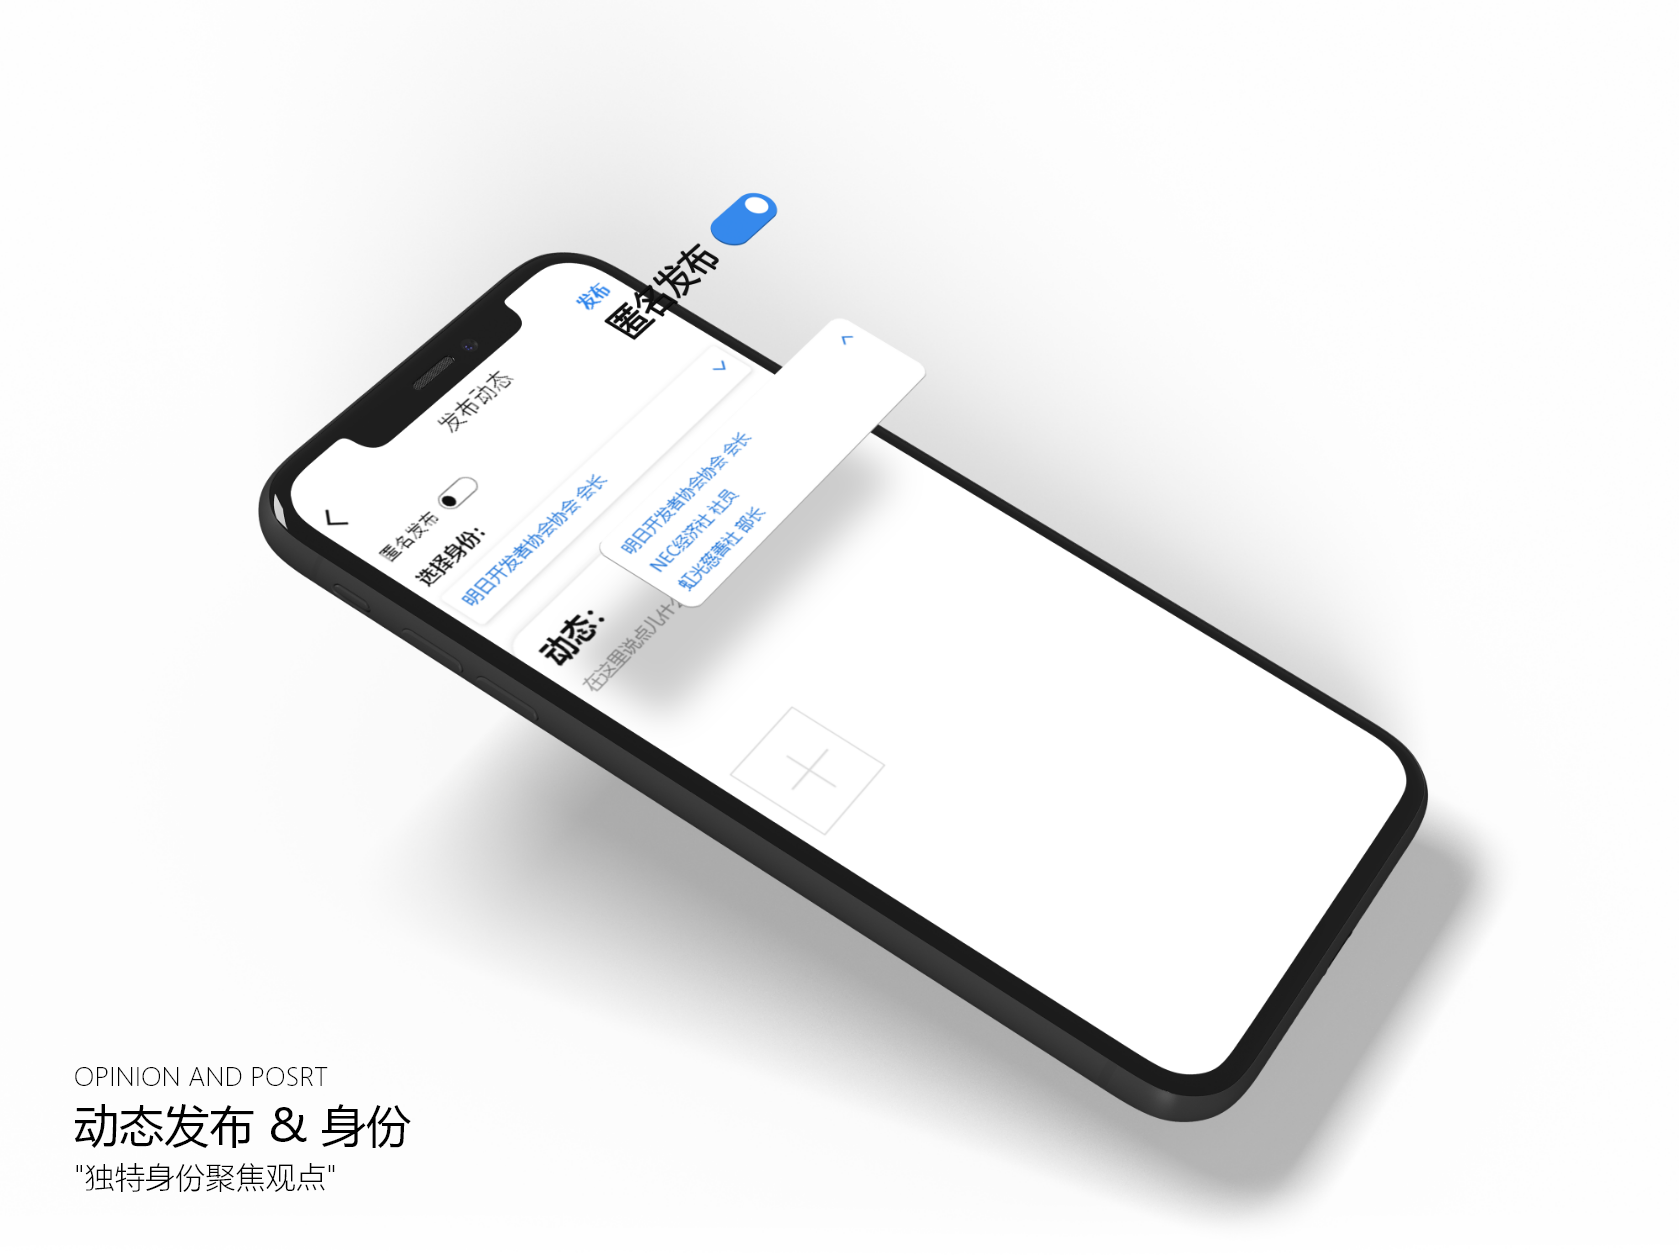 发布
匿名发布
发布动态
匿名发布
选择身份:
明日开发者协会协会 会长
明日开发者协会协会 会长
NEC经济社 社员
虹光慈善社 部长
动态:
在这里说点儿什
OPINION AND POSRT
动态发布 & 身份
"独特身份聚焦观点"